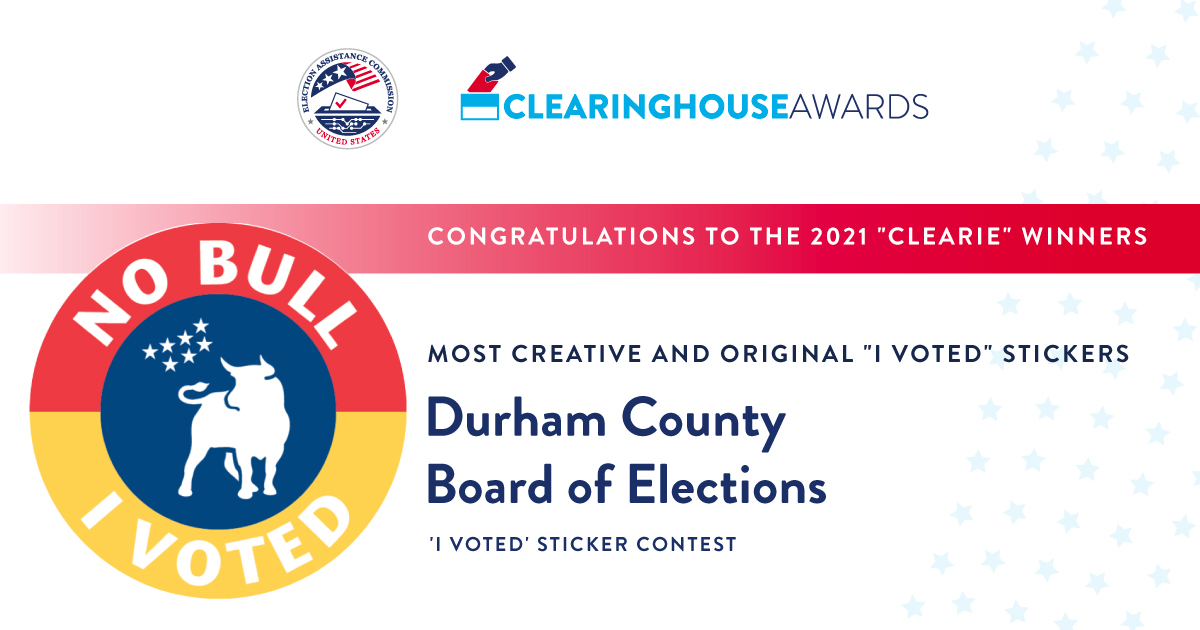 ELECTION ASSISTANCE COMMISSION
UNITED STATES
CLEARINGHOUSEAWARDS
CONGRATULATIONS TO THE 2021 "CLEARIE" WINNERS
NO BULL
I VOTED
MOST CREATIVE AND ORIGINAL "I VOTED" STICKERS
Durham County
Board of Elections
'I VOTED' STICKER CONTEST